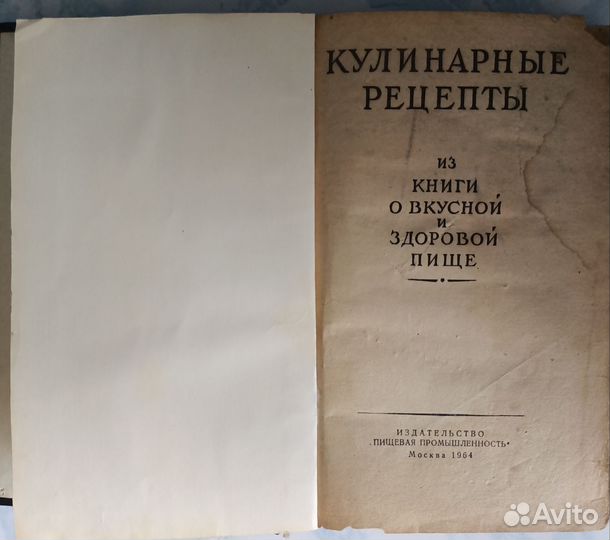 КУЛИНАРНЫЕ
РЕЦЕПТЫ
ИЗ
КНИГИ
О ВКУСНОЙ
И
ЗДОРОВОЙ
ПИЩЕ
ИЗДАТЕЛЬСТВО
„ПИЩЕВАЯ ПРОМЫШЛЕННОСТЬ“
Москва 1964
Avito